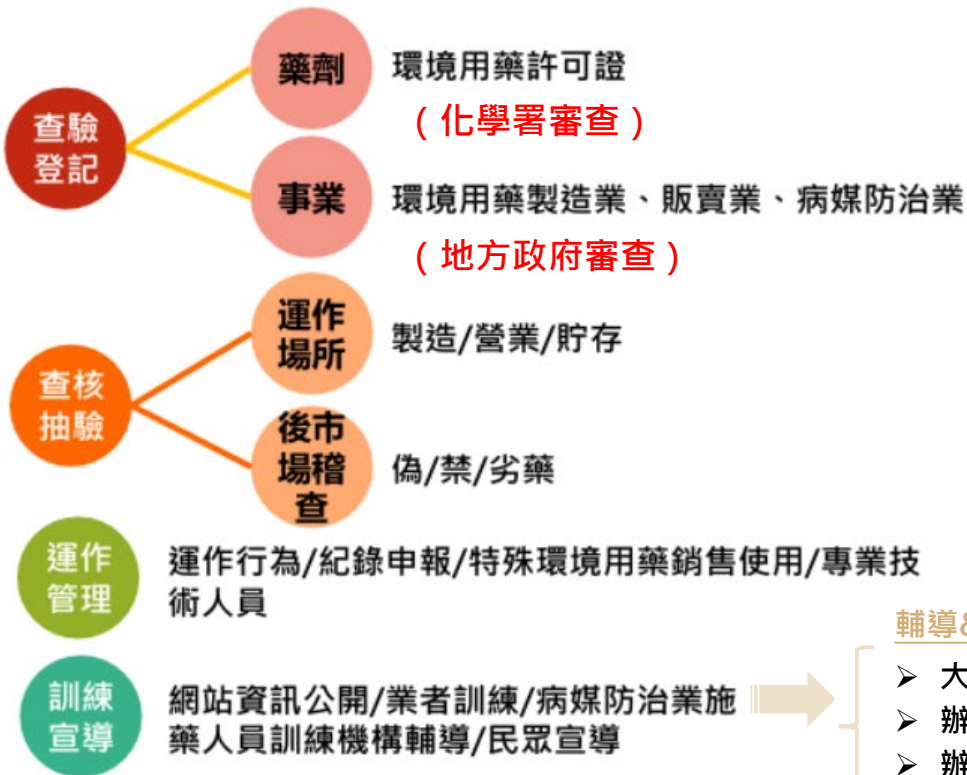 查驗
登記
藥劑
環境用藥許可證
(化學署審查)
事業
環境用藥製造業、販賣業、病媒防治業
(地方政府審查)
查核
抽驗
運作
場所
製造/營業/貯存
後市
場稽
查
偽/禁/劣藥
運作
管理
運作行為/紀錄申報/特殊環境用藥銷售使用/專業技
術人員
訓練
宣導
網站資訊公開/業者訓練/病媒防治業施
藥人員訓練機構輔導/民眾宣導
輔導&
➢ 大
➢ 辦
➢ 辦